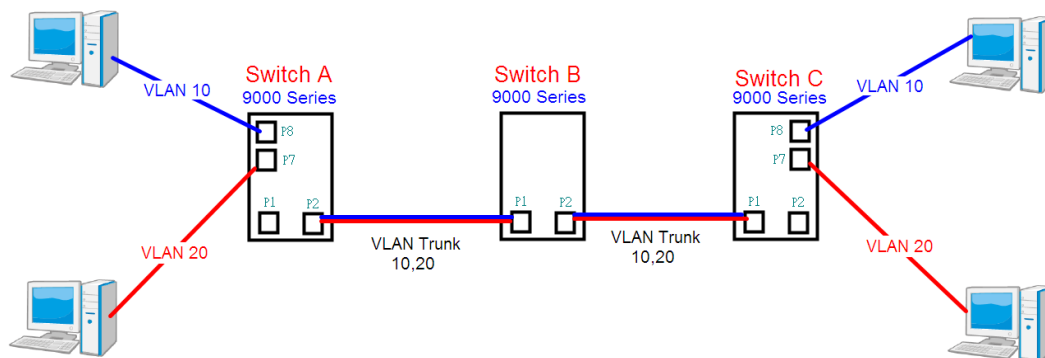 Switch A
9000 Series
Switch B
9000 Series
Switch C
9000 Series
VLAN 10
VLAN 10
P8
P7
P8
P7
P1
P2
P1
P2
P1
P2
VLAN 20
VLAN Trunk
10,20
VLAN Trunk
10,20
VLAN 20